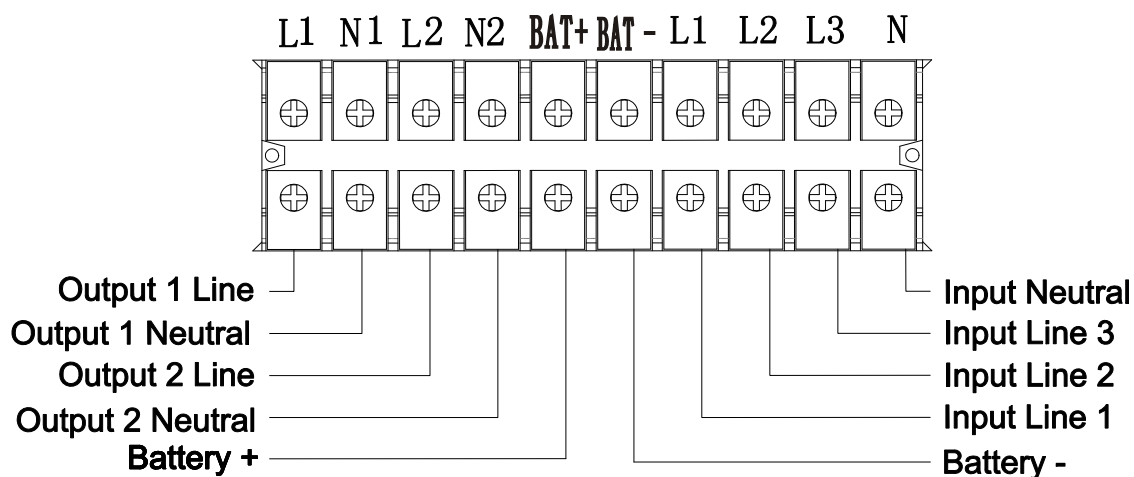 L1 N1 L2 N2 BAT+ BAT - L1 L2 L3 N
Output 1 Line
Output 1 Neutral
Output 2 Line
Output 2 Neutral
Battery +
Input Neutral
Input Line 3
Input Line 2
Input Line 1
Battery -